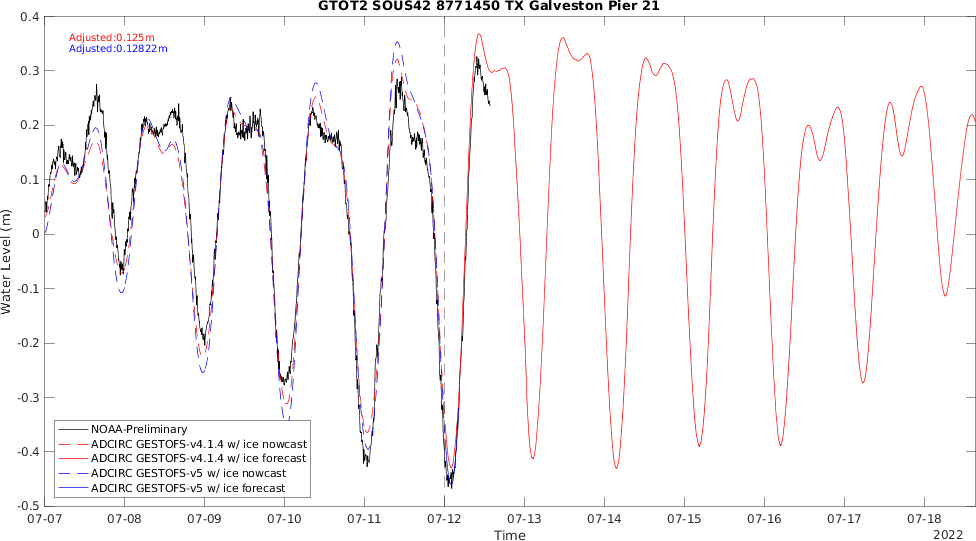 GTOT2 SOUS42 8771450 TX Galveston Pier 21
Adjusted:0.125m
Adjusted:0.12822m
0.4
0.3
0.2
0.1
0
-0.1
-0.2
-0.3
-0.4
-0.5
Water Level (m)
NOAA-Preliminary
ADCIRC GESTOFS-v4.1.4 w/ ice nowcast
ADCIRC GESTOFS-v4.1.4 w/ ice forecast
ADCIRC GESTOFS-v5 w/ ice nowcast
ADCIRC GESTOFS-v5 w/ ice forecast
07-07 07-08 07-09 07-10 07-11 07-12 07-13 07-14 07-15 07-16 07-17 07-18
Time
2022